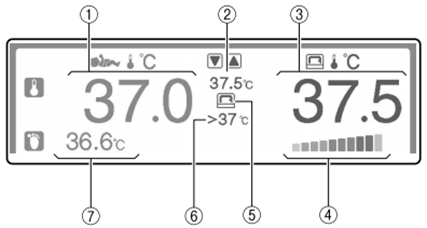 ① ② ③
°C ▼ ▲ °C
37.0 37.5°C 37.5
>37°C
36.6°C
⑦ ⑥ ⑤ ④